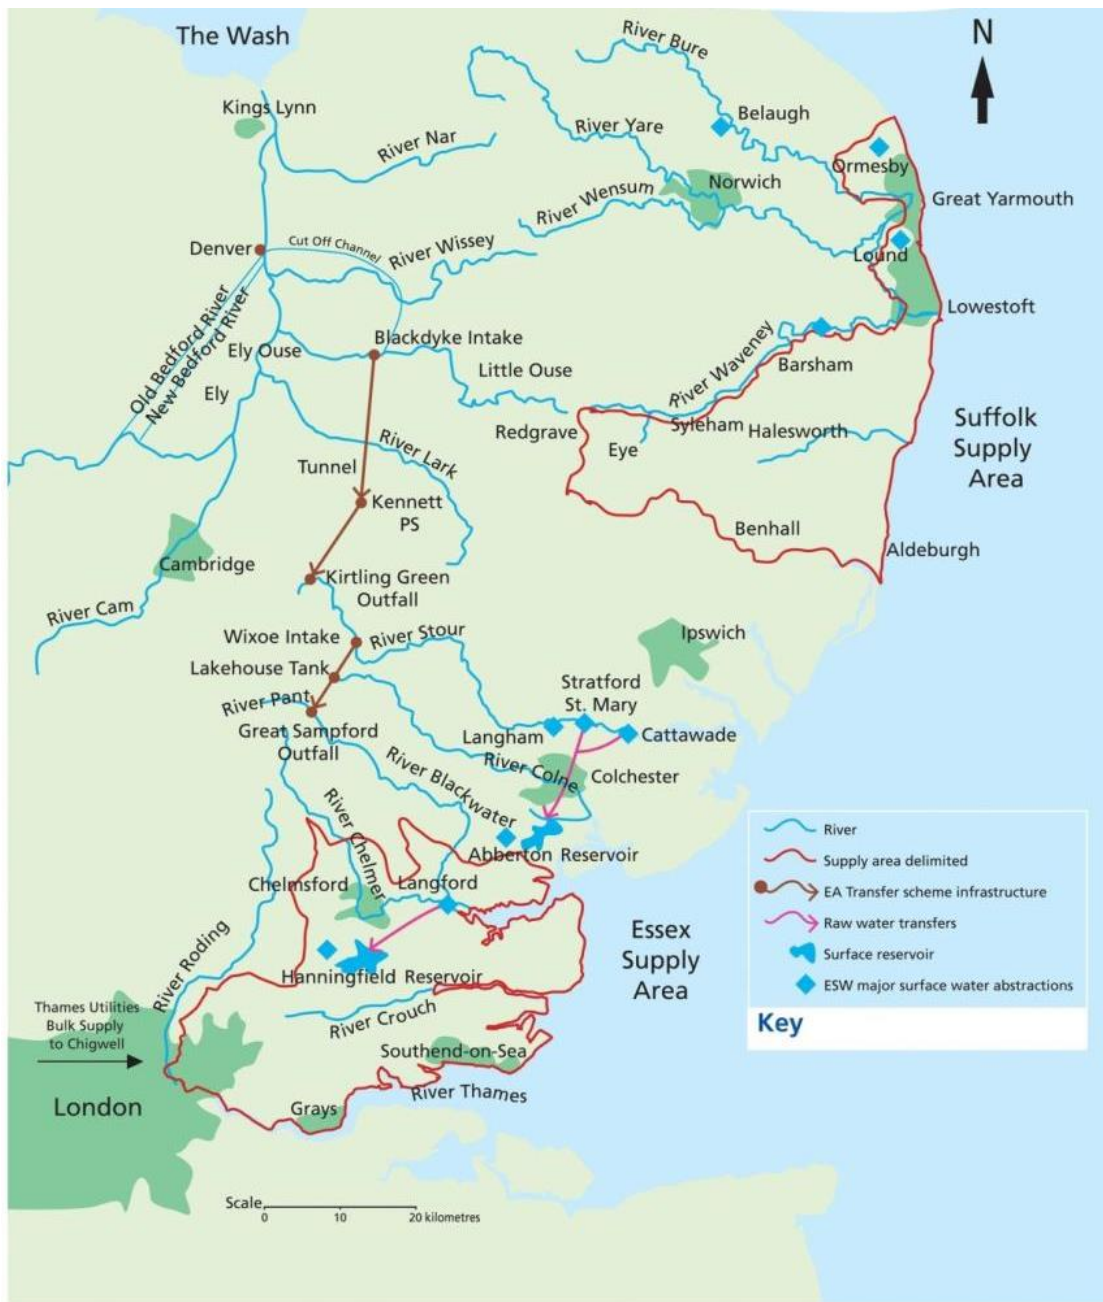 The Wash
N
River Bure
Kings Lynn
River Nar
River Yare
Belaugh
Ormesby
Norwich
River Wensum
Great Yarmouth
Denver
Cut Off Channel
River Wissey
Lound
Old Bedford River
New Bedford River
Lowestoft
Blackdyke Intake
Ely Ouse
Little Ouse
River Waveney
Barsham
Ely
Redgrave
Syleham
Halesworth
Eye
Suffolk
Supply
Area
River Lark
Tunnel
Kennett
PS
Benhall
Aldeburgh
Cambridge
Kirtling Green
Outfall
River Cam
Wixoe Intake
River Stour
Ipswich
Lakehouse Tank
Stratford
St. Mary
River Pant
Great Sampford
Outfall
Langham
Cattawade
River Colne
Colchester
River Blackwater
River Chelmer
Abberton Reservoir
Chelmsford
Langford
Essex
Supply
Area
River Roding
Hanningfield Reservoir
River Crouch
Thames Utilities
Bulk Supply
to Chigwell
Southend-on-Sea
River Thames
London
Grays
River
Supply area delimited
EA Transfer scheme infrastructure
Raw water transfers
Surface reservoir
ESW major surface water abstractions
Key
Scale
0 10 20 kilometres